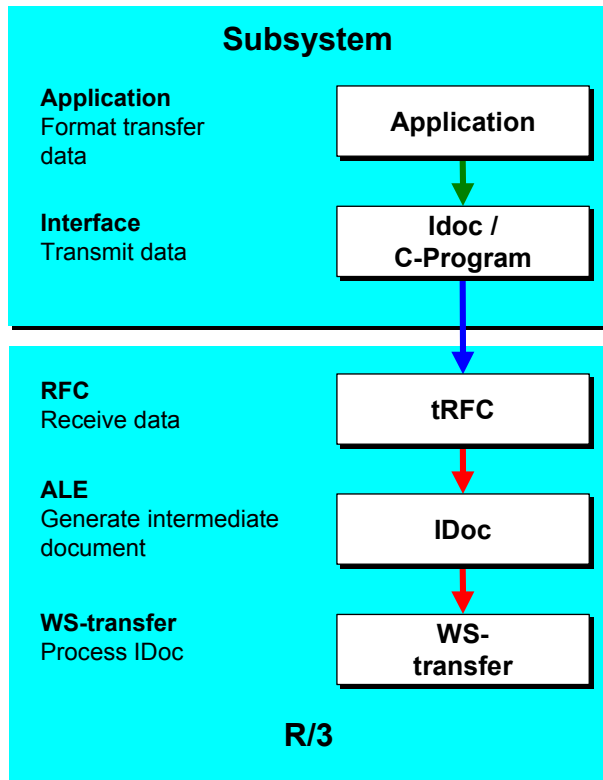 Subsystem
Application
Format transfer
data
Application
Interface
Transmit data
Idoc /
C-Program
RFC
Receive data
tRFC
ALE
Generate intermediate
document
IDoc
WS-transfer
Process IDoc
WS-
transfer
R/3